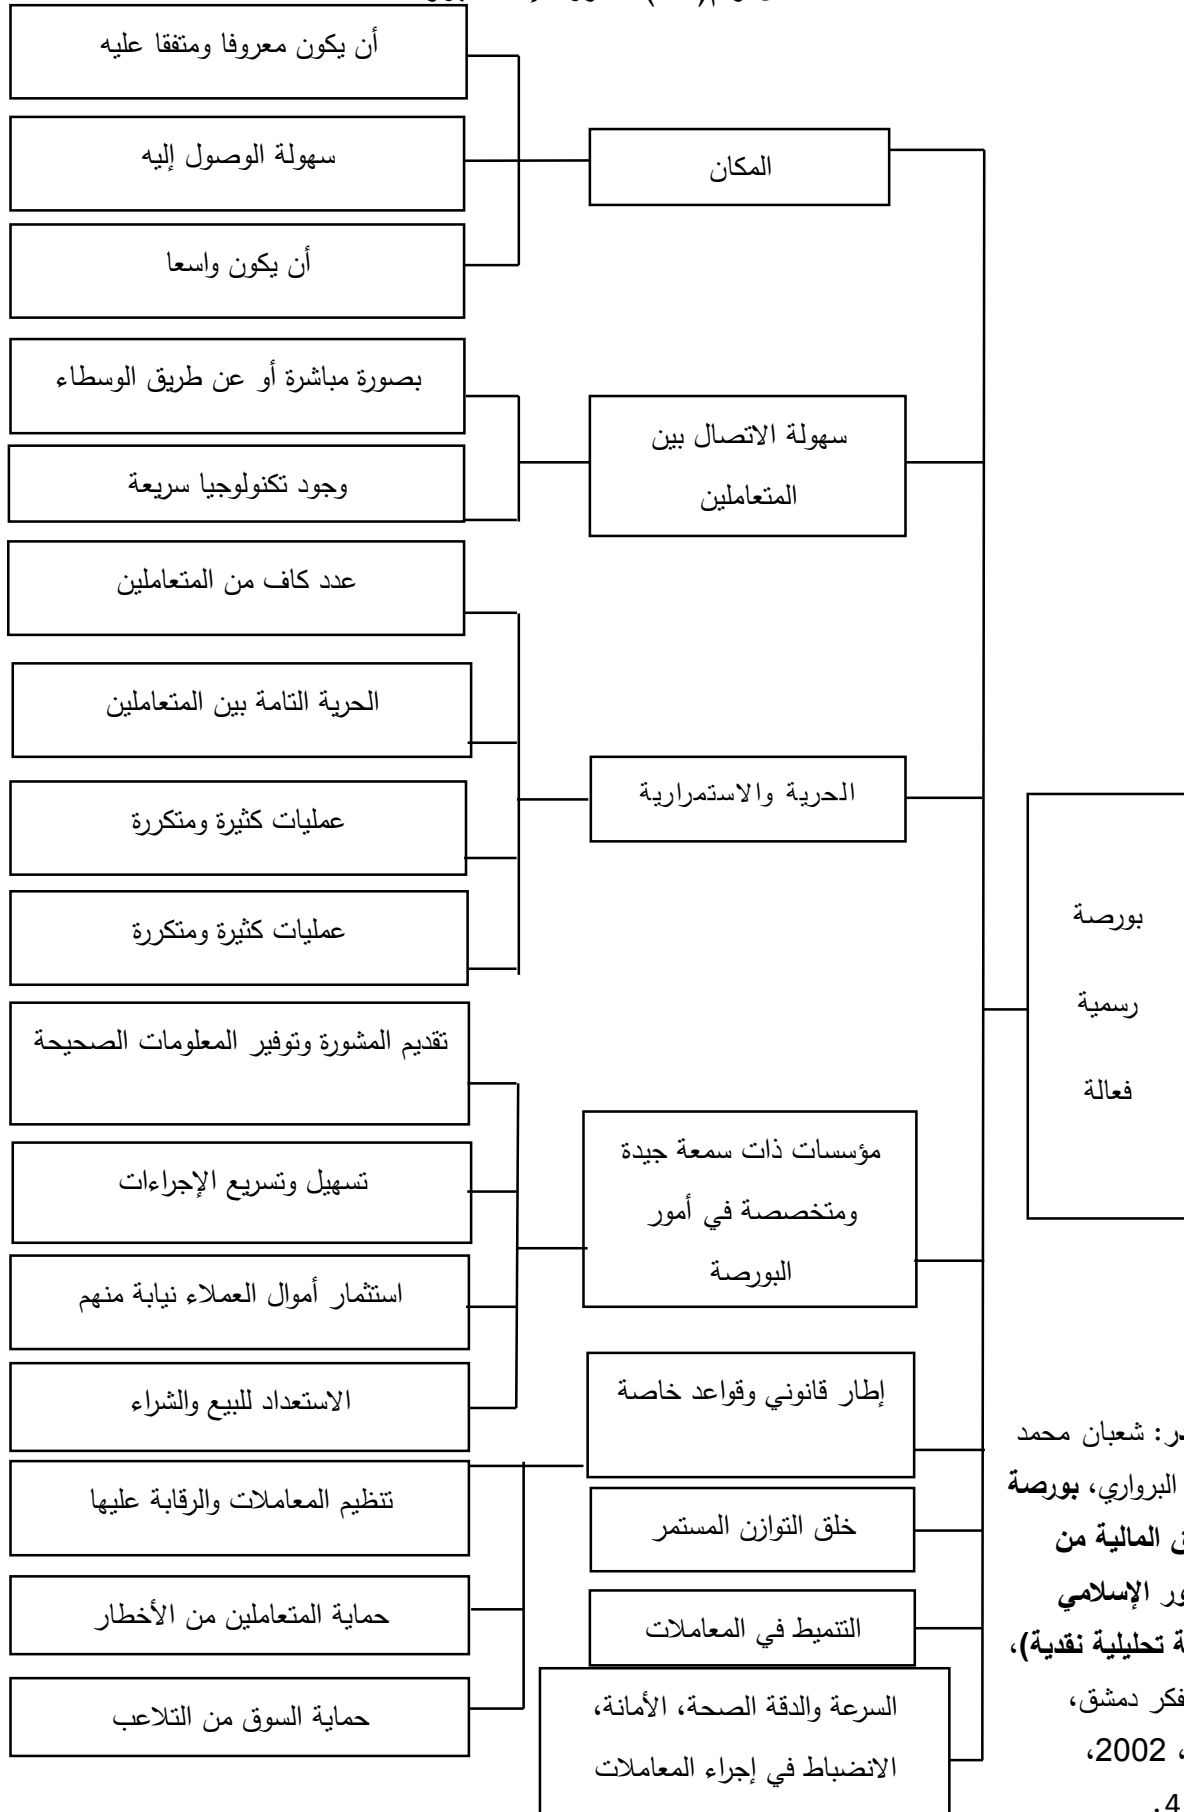 بورصة
رسمية
فعالة
المكان
أن يكون معروفا ومتفقا عليه
سهولة الوصول إليه
أن يكون واسعا
سهولة الاتصال بين
المتعاملين
بصورة مباشرة أو عن طريق الوسطاء
وجود تكنولوجيا سريعة
الحرية والاستمرارية
عدد كاف من المتعاملين
الحرية التامة بين المتعاملين
عمليات كثيرة ومتكررة
عمليات كثيرة ومتكررة
مؤسسات ذات سمعة جيدة
ومتخصصة في أمور
البورصة
تقديم المشورة وتوفير المعلومات الصحيحة
تسهيل وتسريع الإجراءات
استثمار أموال العملاء نيابة منهم
الاستعداد للبيع والشراء
إطار قانوني وقواعد خاصة
تنظيم المعاملات والرقابة عليها
حماية المتعاملين من الأخطار
حماية السوق من التلاعب
خلق التوازن المستمر
التنميط في المعاملات
السرعة والدقة الصحة، الأمانة،
الانضباط في إجراء المعاملات
در: شعبان محمد
البرواري، بورصة
المالية من
الإسلامي
تحليلية نقدية)،
دمشق،
، 2002،
4.